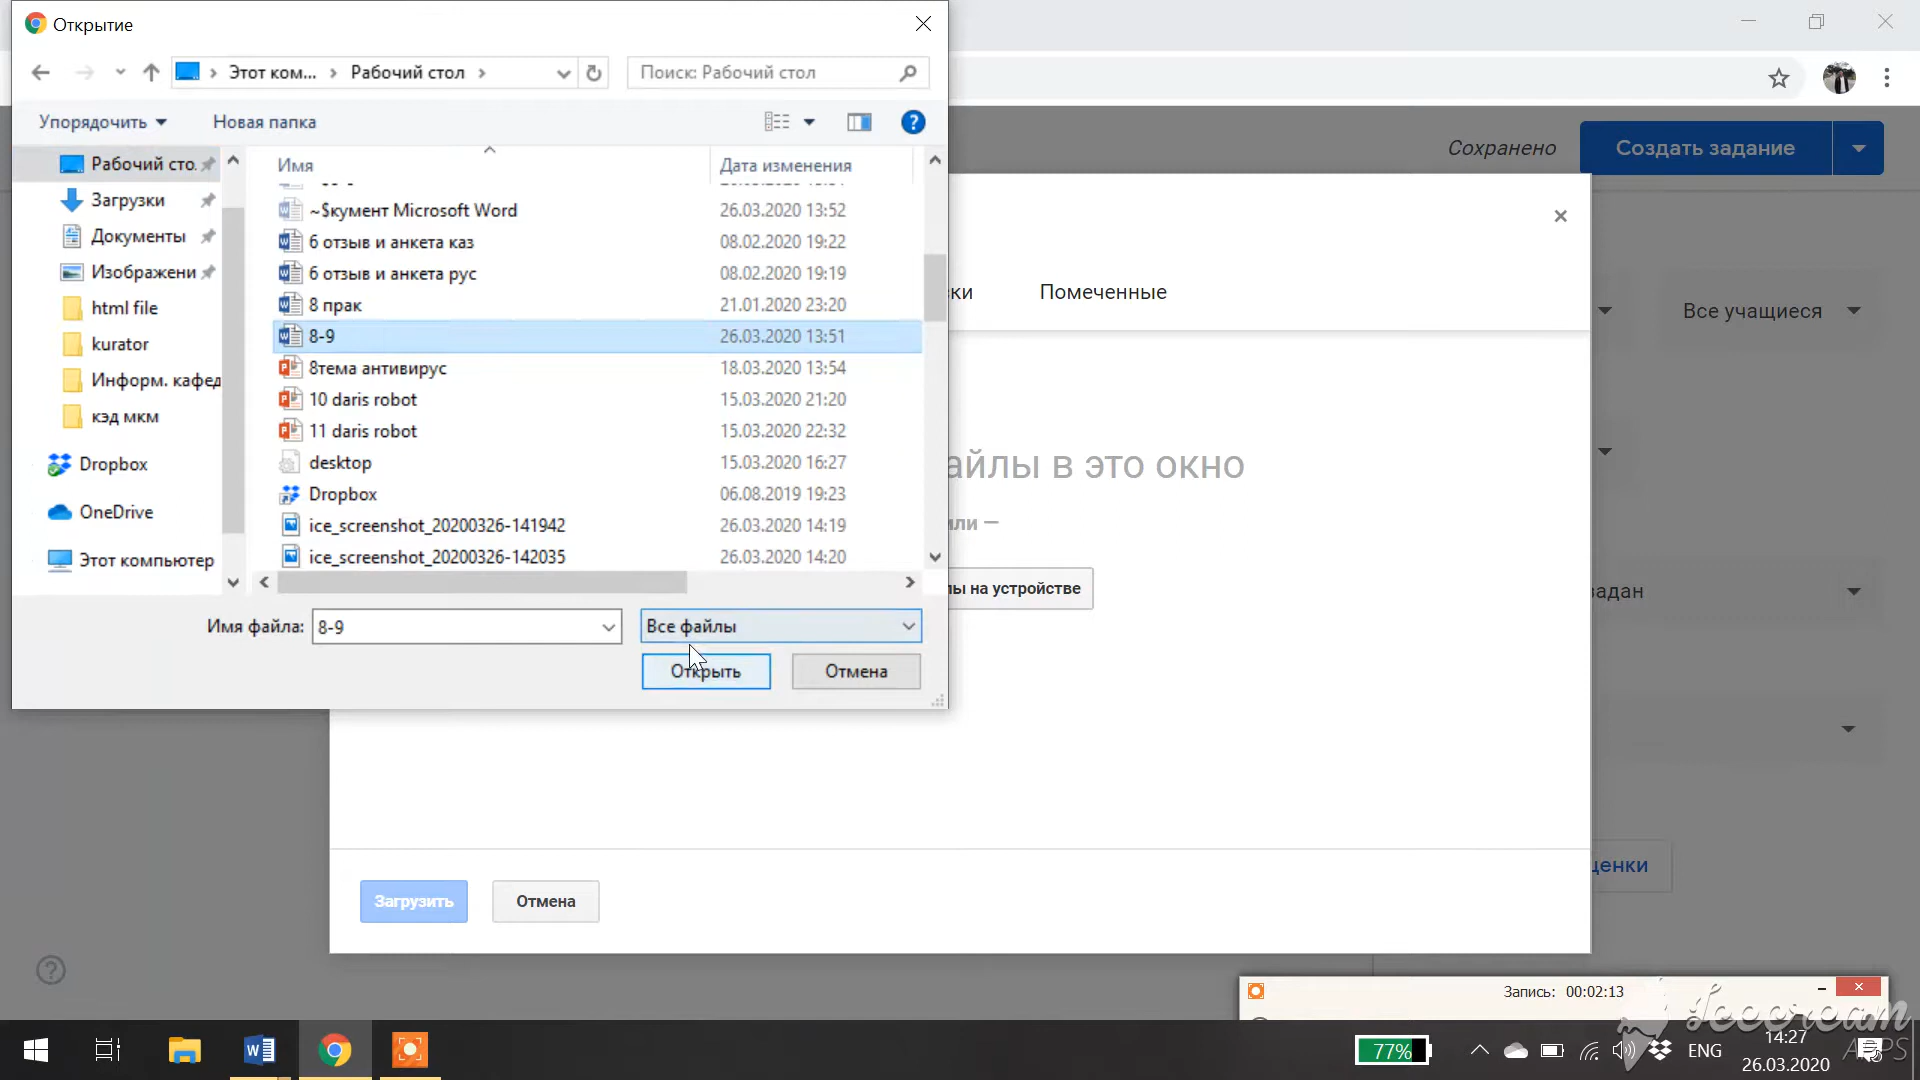 Открытие
Этот ком... Рабочий стол
Поиск: Рабочий стол
Упорядочить
Новая папка
Сохранено
Создать задание
Рабочий сто.
Загрузки
Документы
Изображени
html file
kurator
Информ. кафед
кэд мкм
Dropbox
OneDrive
Этот компьютер
Имя
Дата изменения
~$кумент Microsoft Word 26.03.2020 13:52
6 отзыв и анкета каз 08.02.2020 19:22
6 отзыв и анкета рус 08.02.2020 19:19
8 прак 21.01.2020 23:20
8-9 26.03.2020 13:51
8тема антивирус 18.03.2020 13:54
10 daris robot 15.03.2020 21:20
11 daris robot 15.03.2020 22:32
desktop 15.03.2020 16:27
Dropbox 06.08.2019 19:23
ice_screenshot_20200326-141942 26.03.2020 14:19
ice_screenshot_20200326-142035 26.03.2020 14:20
Имя файла: 8-9
Все файлы
Открыть
Отмена
ки
Помеченные
Все учащиеся
айлы в это окно
или —
ы на устройстве
задан
ценки
Загрузить
Отмена
Запись: 00:02:13
Icecream
APPS
77%
ENG
14:27
26.03.2020